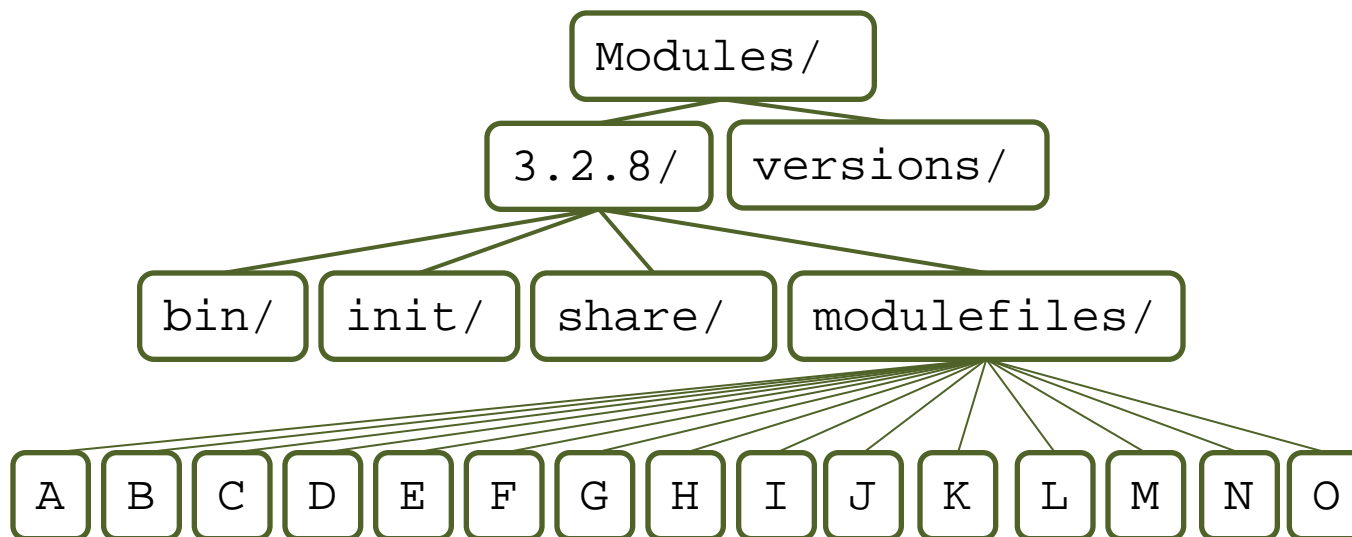 Modules/
3.2.8/ versions/
bin/ init/ share/ modulefiles/
A B C D E F G H I J K L M N O